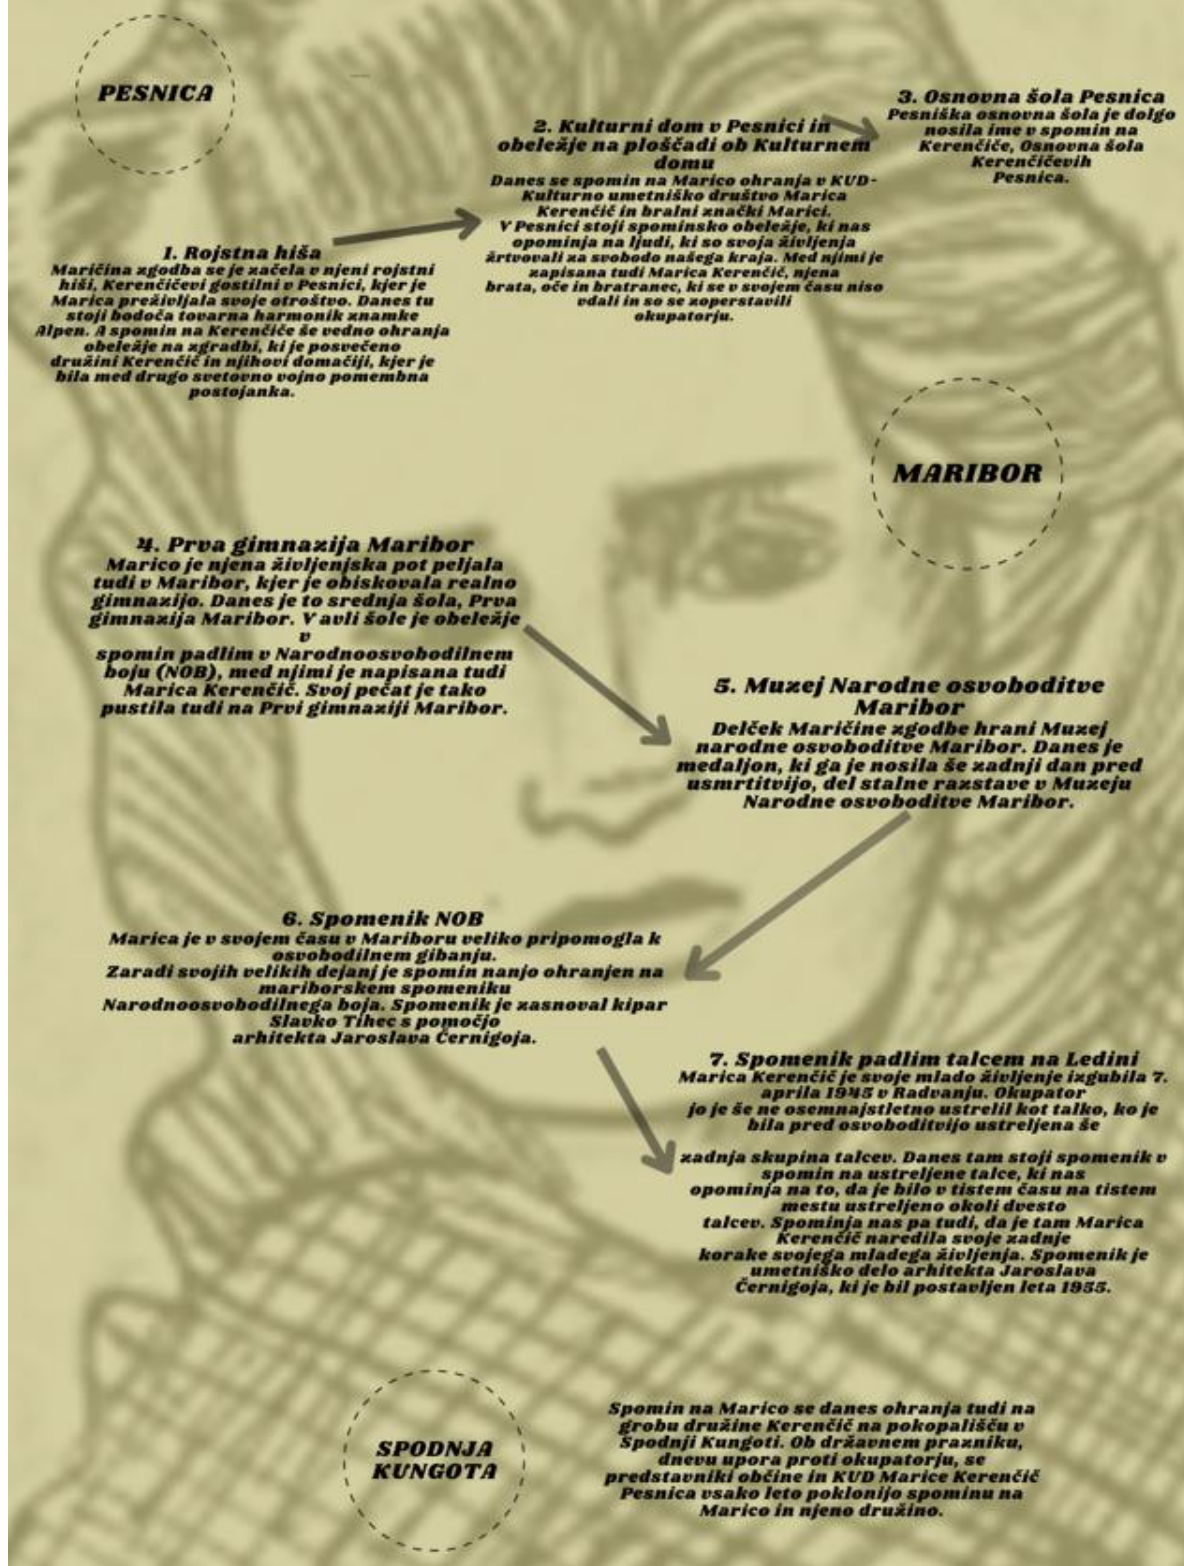 PESNICA
1. Rojstna hiša
Maričina zgodba se je začela v njeni rojstni
hiši, Kerenčičevi gostilni v Pesnici, kjer je
Marica preživljala svoje otroštvo. Danes tu
stoji bodoča tovarna harmonik znamke
Alpen. A spomin na Kerenčiče še vedno ohranja
obeležje na zgradbi, ki je posvečeno
družini Kerenčič in njihovi domačiji, kjer je
bila med drugo svetovno vojno pomembna
postojanka.
2. Kulturni dom v Pesnici in
obeležje na ploščadi ob Kulturnem
domu
Danes se spomin na Marico ohranja v KUD-
Kulturno umetniško društvo Marica
Kerenčič in bralni znački Marici.
V Pesnici stoji spominsko obeležje, ki nas
opominja na ljudi, ki so svoja življenja
žrtvovali za svobodo našega kraja. Med njimi je
zapisana tudi Marica Kerenčič, njena
brata, oče in bratranec, ki se v svojem času niso
vdali in so se zoperstavili
okupatorju.
3. Osnovna šola Pesnica
Pesniška osnovna šola je dolgo
nosila ime v spomin na
Kerenčiče, Osnovna šola
Kerenčičevih
Pesnica.
MARIBOR
4. Prva gimnazija Maribor
Marico je njena življenjska pot peljala
tudi v Maribor, kjer je obiskovala realno
gimnazijo. Danes je to srednja šola, Prva
gimnazija Maribor. V avli šole je obeležje
v
spomin padlim v Narodnoosvobodilnem
boju (NOB), med njimi je napisana tudi
Marica Kerenčič. Svoj pečat je tako
pustila tudi na Prvi gimnaziji Maribor.
5. Muzej Narodne osvoboditve
Maribor
Delček Maričine zgodbe hrani Muzej
narodne osvoboditve Maribor. Danes je
medaljon, ki ga je nosila še zadnji dan pred
usmrtitvijo, del stalne razstave v Muzeju
Narodne osvoboditve Maribor.
6. Spomenik NOB
Marica je v svojem času v Mariboru veliko pripomogla k
osvobodilnem gibanju.
Zaradi svojih velikih dejanj je spomin nanjo ohranjen na
mariborskem spomeniku
Narodnoosvobodilnega boja. Spomenik je zasnoval kipar
Slavko Tihec s pomočjo
arhitekta Jaroslava Černigoja.
7. Spomenik padlim talcem na Ledini
Marica Kerenčič je svoje mlado življenje izgubila 7.
aprila 1945 v Radvanju. Okupator
jo je še ne osemnajstletno ustrelil kot talko, ko je
bila pred osvoboditvijo ustreljena še
zadnja skupina talcev. Danes tam stoji spomenik v
spomin na ustreljene talce, ki nas
opominja na to, da je bilo v tistem času na tistem
mestu ustreljeno okoli dvesto
talcev. Spominja nas pa tudi, da je tam Marica
Kerenčič naredila svoje zadnje
korake svojega mladega življenja. Spomenik je
umetniško delo arhitekta Jaroslava
Černigoja, ki je bil postavljen leta 1955.
SPODNJA
KUNGOTA
Spomin na Marico se danes ohranja tudi na
grobu družine Kerenčič na pokopališču v
Spodnji Kungoti. Ob državnem prazniku,
dnevu upora proti okupatorju, se
predstavniki občine in KUD Marice Kerenčič
Pesnica vsako leto poklonijo spominu na
Marico in njeno družino.